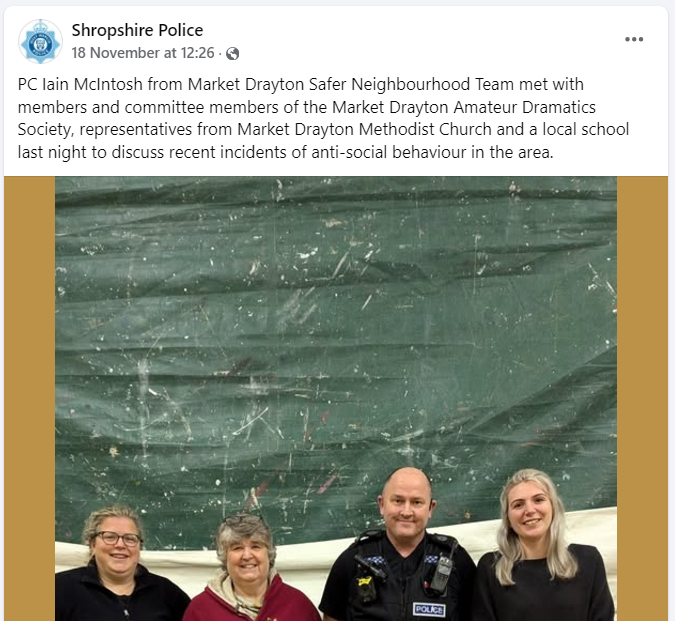 Shropshire Police
18 November at 12:26 ·
PC Iain McIntosh from Market Drayton Safer Neighbourhood Team met with
members and committee members of the Market Drayton Amateur Dramatics
Society, representatives from Market Drayton Methodist Church and a local school
last night to discuss recent incidents of anti-social behaviour in the area.
POLICE